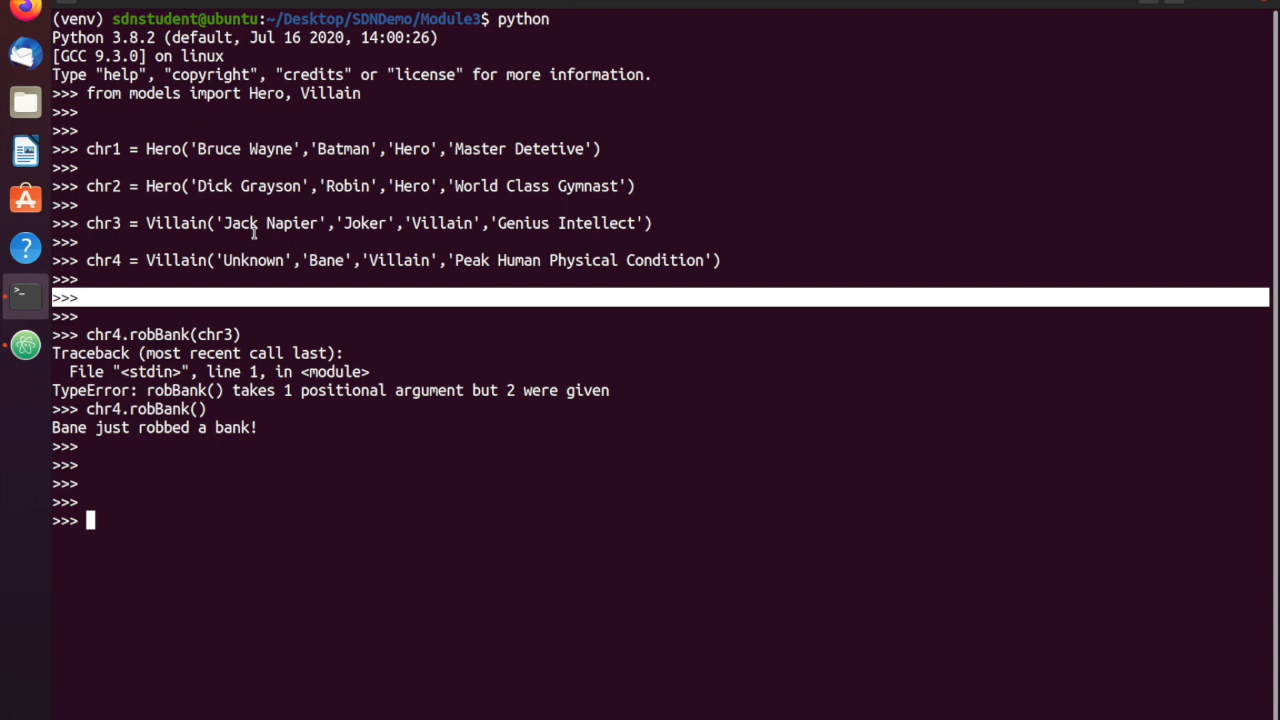 (venv) sdnstudent@ubuntu:~/Desktop/SDNDemo/Module3$ python
Python 3.8.2 (default, Jul 16 2020, 14:00:26)
[GCC 9.3.0] on linux
Type "help", "copyright", "credits" or "license" for more information.
>>> from models import Hero, Villain
>>>
>>>
>>> chr1 = Hero('Bruce Wayne','Batman','Hero','Master Detetive')
>>>
>>> chr2 = Hero('Dick Grayson','Robin','Hero','World Class Gymnast')
>>>
>>> chr3 = Villain('Jack Napier','Joker','Villain','Genius Intellect')
>>>
>>> chr4 = Villain('Unknown','Bane','Villain','Peak Human Physical Condition')
>>>
>>>
>>>
>>> chr4.robBank(chr3)
Traceback (most recent call last):
  File "<stdin>", line 1, in <module>
TypeError: robBank() takes 1 positional argument but 2 were given
>>> chr4.robBank()
Bane just robbed a bank!
>>>
>>>
>>>
>>>
>>>